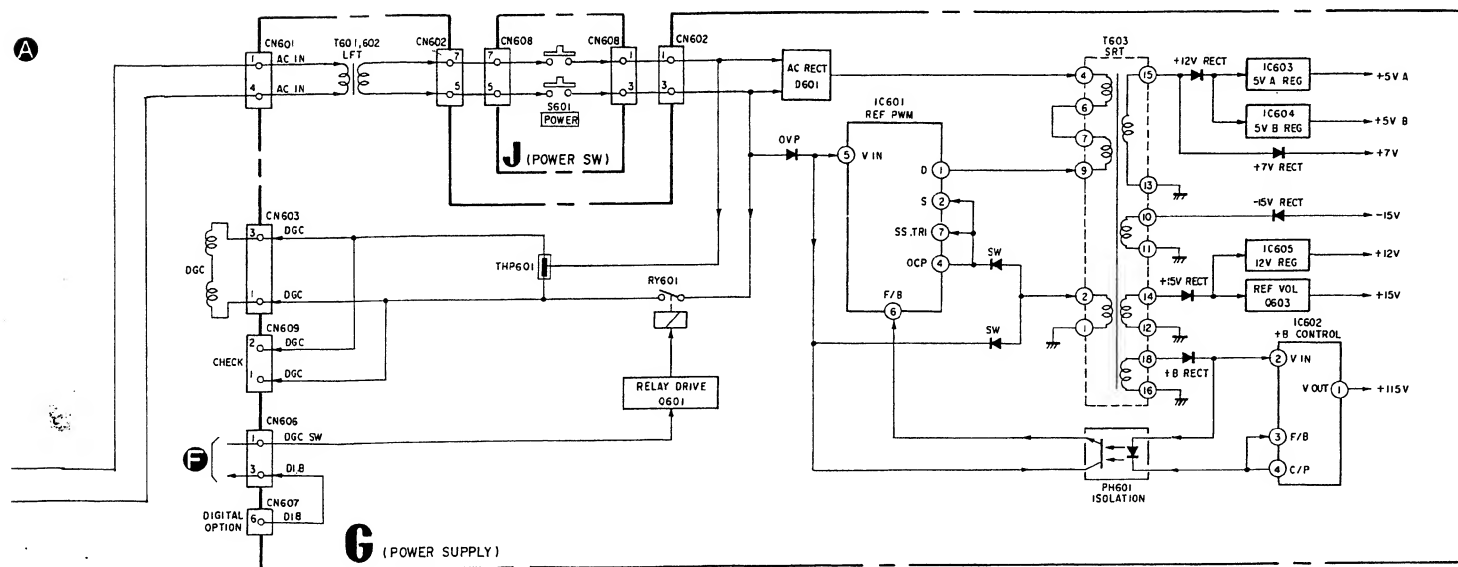 A
CN601
1
AC IN
4
AC IN
T601,602
LFT
CN602
7
5
CN608
7
5
S601
POWER
J (POWER SW)
CN608
1
3
CN602
1
3
AC RECT
D601
OVP
IC601
REF PWM
5 V IN
D 1
S 2
SS.TRI 7
OCP 4
F/B
6
SW
SW
T603
SRT
4
6
7
9
2
1
15
13
10
11
14
12
18
16
+12V RECT
IC603
5V A REG
+5V A
IC604
5V B REG
+5V B
+7V RECT
+7V
-15V RECT
-15V
IC605
12V REG
+12V
+15V RECT
REF VOL
Q603
+15V
+B RECT
IC602
+B CONTROL
2 V IN
V OUT 1
+115V
3 F/B
4 C/P
PH601
ISOLATION
CN603
3
DGC
DGC
1
DGC
THP601
RY601
RELAY DRIVE
Q601
CN609
2
DGC
CHECK
1
DGC
CN606
1
DGC SW
F
3
D1B
CN607
DIGITAL
OPTION
6
D1B
G (POWER SUPPLY)